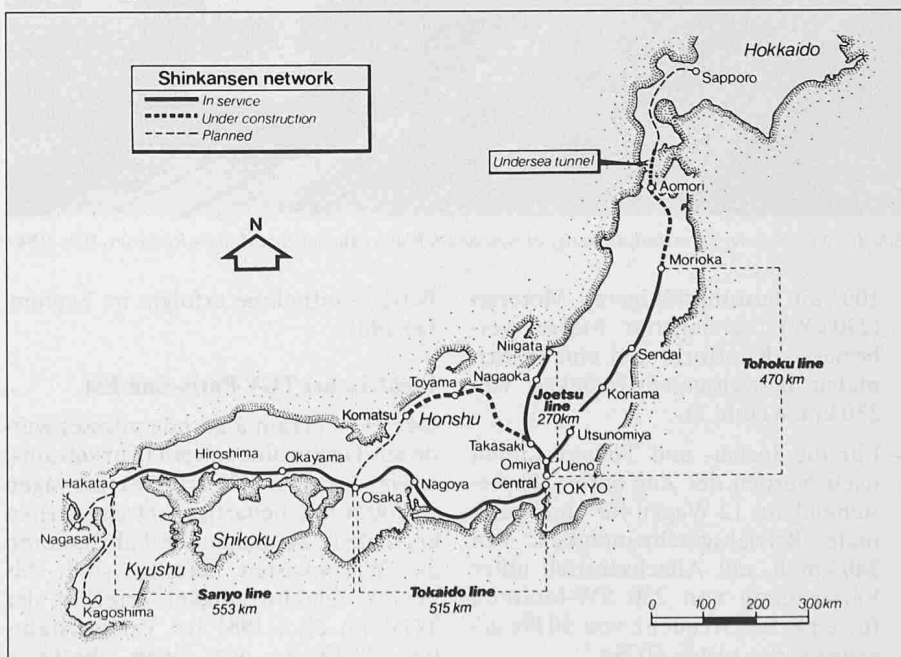 Shinkansen network
In service
Under construction
Planned
Hokkaido
Sapporo
Undersea tunnel
Aomori
N
Morioka
Niigata
Sendai
Tohoku line
470 km
Toyama
Nagaoka
Koriama
Joetsu
line
270km
Komatsu
Honshu
Utsunomiya
Takasaki
Hiroshima
Okayama
Omiya
Ueno
Hakata
Osaka
Nagoya
Central
TOKYO
Nagasaki
Shikoku
Kyushu
Kagoshima
Sanyo line
553 km
Tokaido line
515 km
0
100
200
300 km